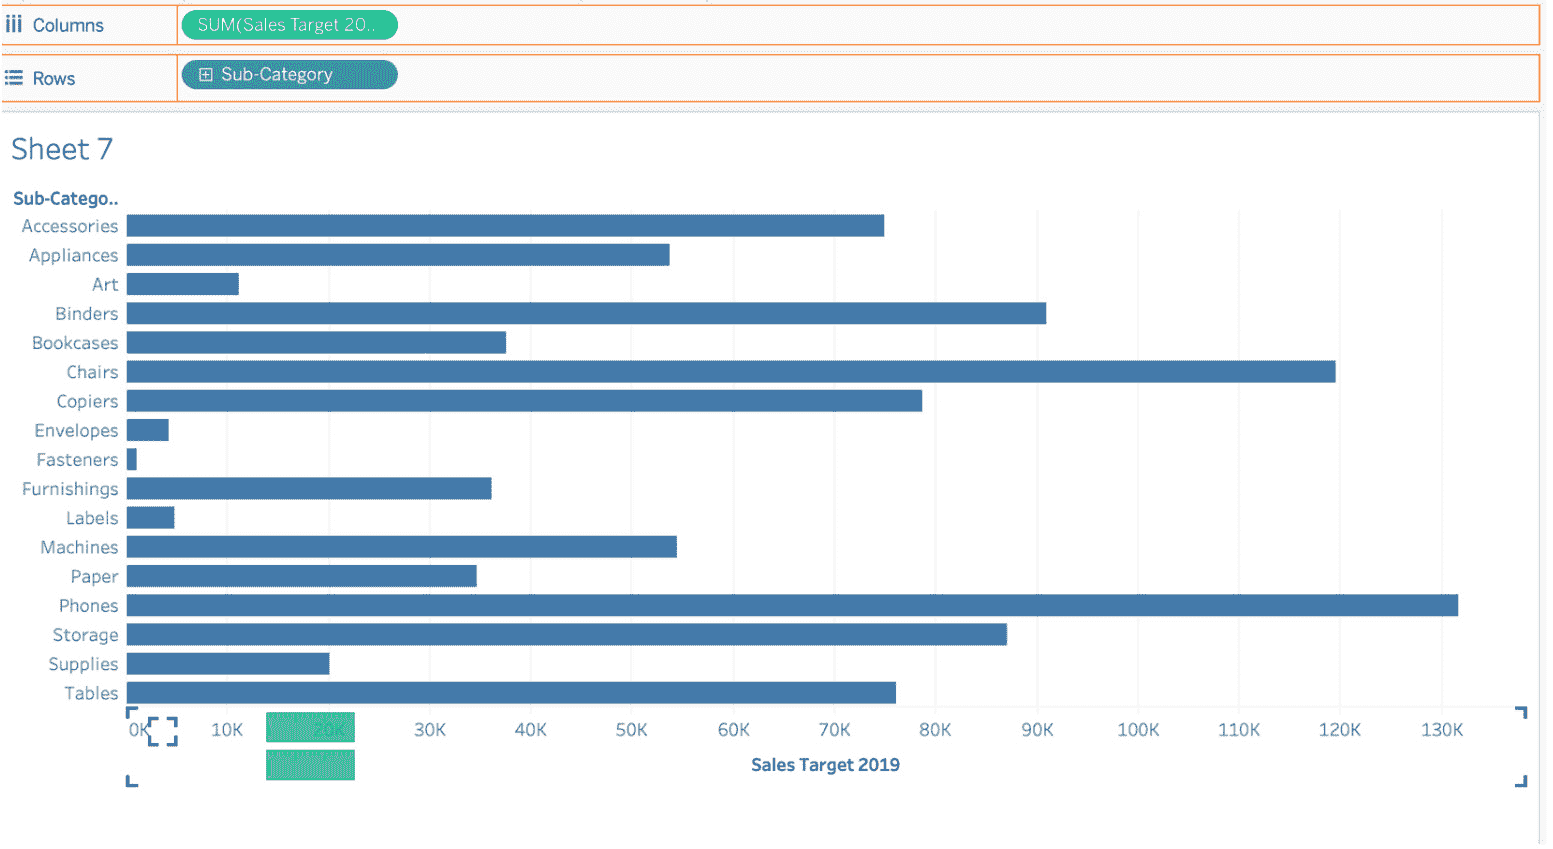 Columns SUM(Sales Target 20..
Rows Sub-Category
Sheet 7
Sub-Catego..
Accessories
Appliances
Art
Binders
Bookcases
Chairs
Copiers
Envelopes
Fasteners
Furnishings
Labels
Machines
Paper
Phones
Storage
Supplies
Tables
0K 10K 20K 30K 40K 50K 60K 70K 80K 90K 100K 110K 120K 130K
Sales Target 2019